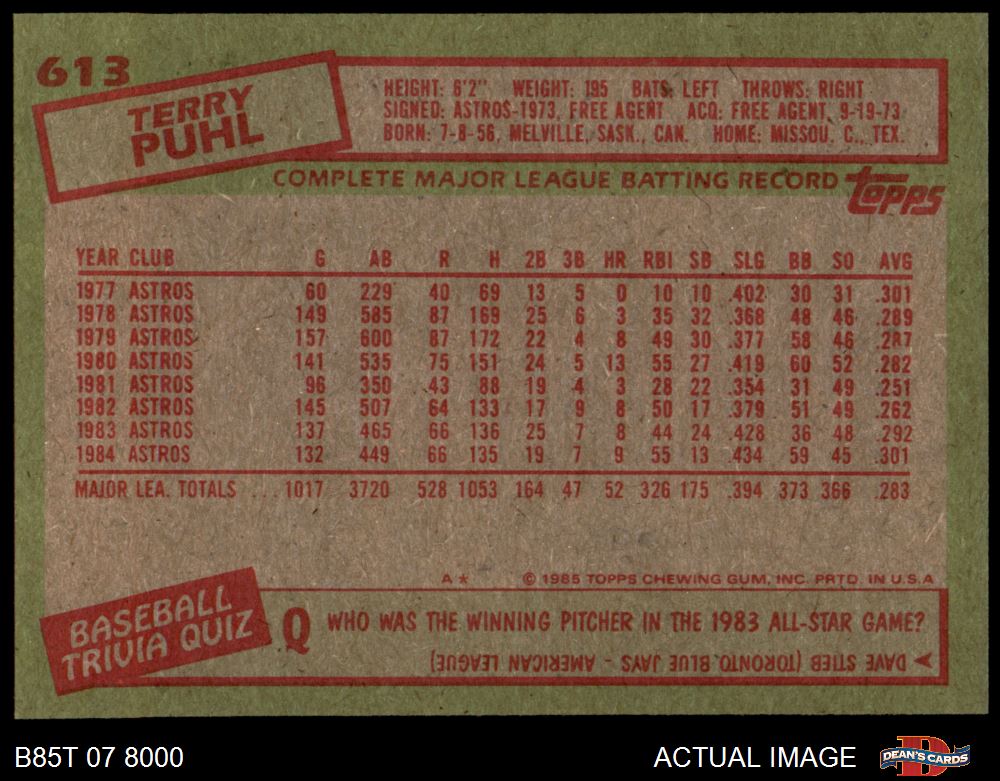 613
TERRY
PUHL
HEIGHT: 6'2" WEIGHT: 195 BATS: LEFT THROWS: RIGHT
SIGNED: ASTROS-1973, FREE AGENT ACQ: FREE AGENT, 9-19-73
BORN: 7-8-56, MELVILLE, SASK., CAN. HOME: MISSOU. C., TEX.
COMPLETE MAJOR LEAGUE BATTING RECORD topps
YEAR CLUB G AB R H 2B 3B HR RBI SB SLG BB SO AVG
1977 ASTROS 60 229 40 69 13 5 0 10 10 .402 30 31 .301
1978 ASTROS 149 585 87 169 25 6 3 35 32 .368 48 46 .289
1979 ASTROS 157 600 87 172 22 4 8 49 30 .377 58 46 .287
1980 ASTROS 141 535 75 151 24 5 13 55 27 .419 60 52 .282
1981 ASTROS 96 350 43 88 19 4 3 28 22 .354 31 49 .251
1982 ASTROS 145 507 64 133 17 9 8 50 17 .379 51 49 .262
1983 ASTROS 137 465 66 136 25 7 8 44 24 .428 36 48 .292
1984 ASTROS 132 449 66 135 19 7 9 55 13 .434 59 45 .301
MAJOR LEA. TOTALS ... 1017 3720 528 1053 164 47 52 326 175 .394 373 366 .283
A * © 1985 TOPPS CHEWING GUM, INC. PRTD. IN U.S.A
BASEBALL
TRIVIA QUIZ
Q WHO WAS THE WINNING PITCHER IN THE 1983 ALL-STAR GAME?
DAVE STIEB (TORONTO BLUE JAYS - AMERICAN LEAGUE)
B85T 07 8000 ACTUAL IMAGE DEAN'S CARDS